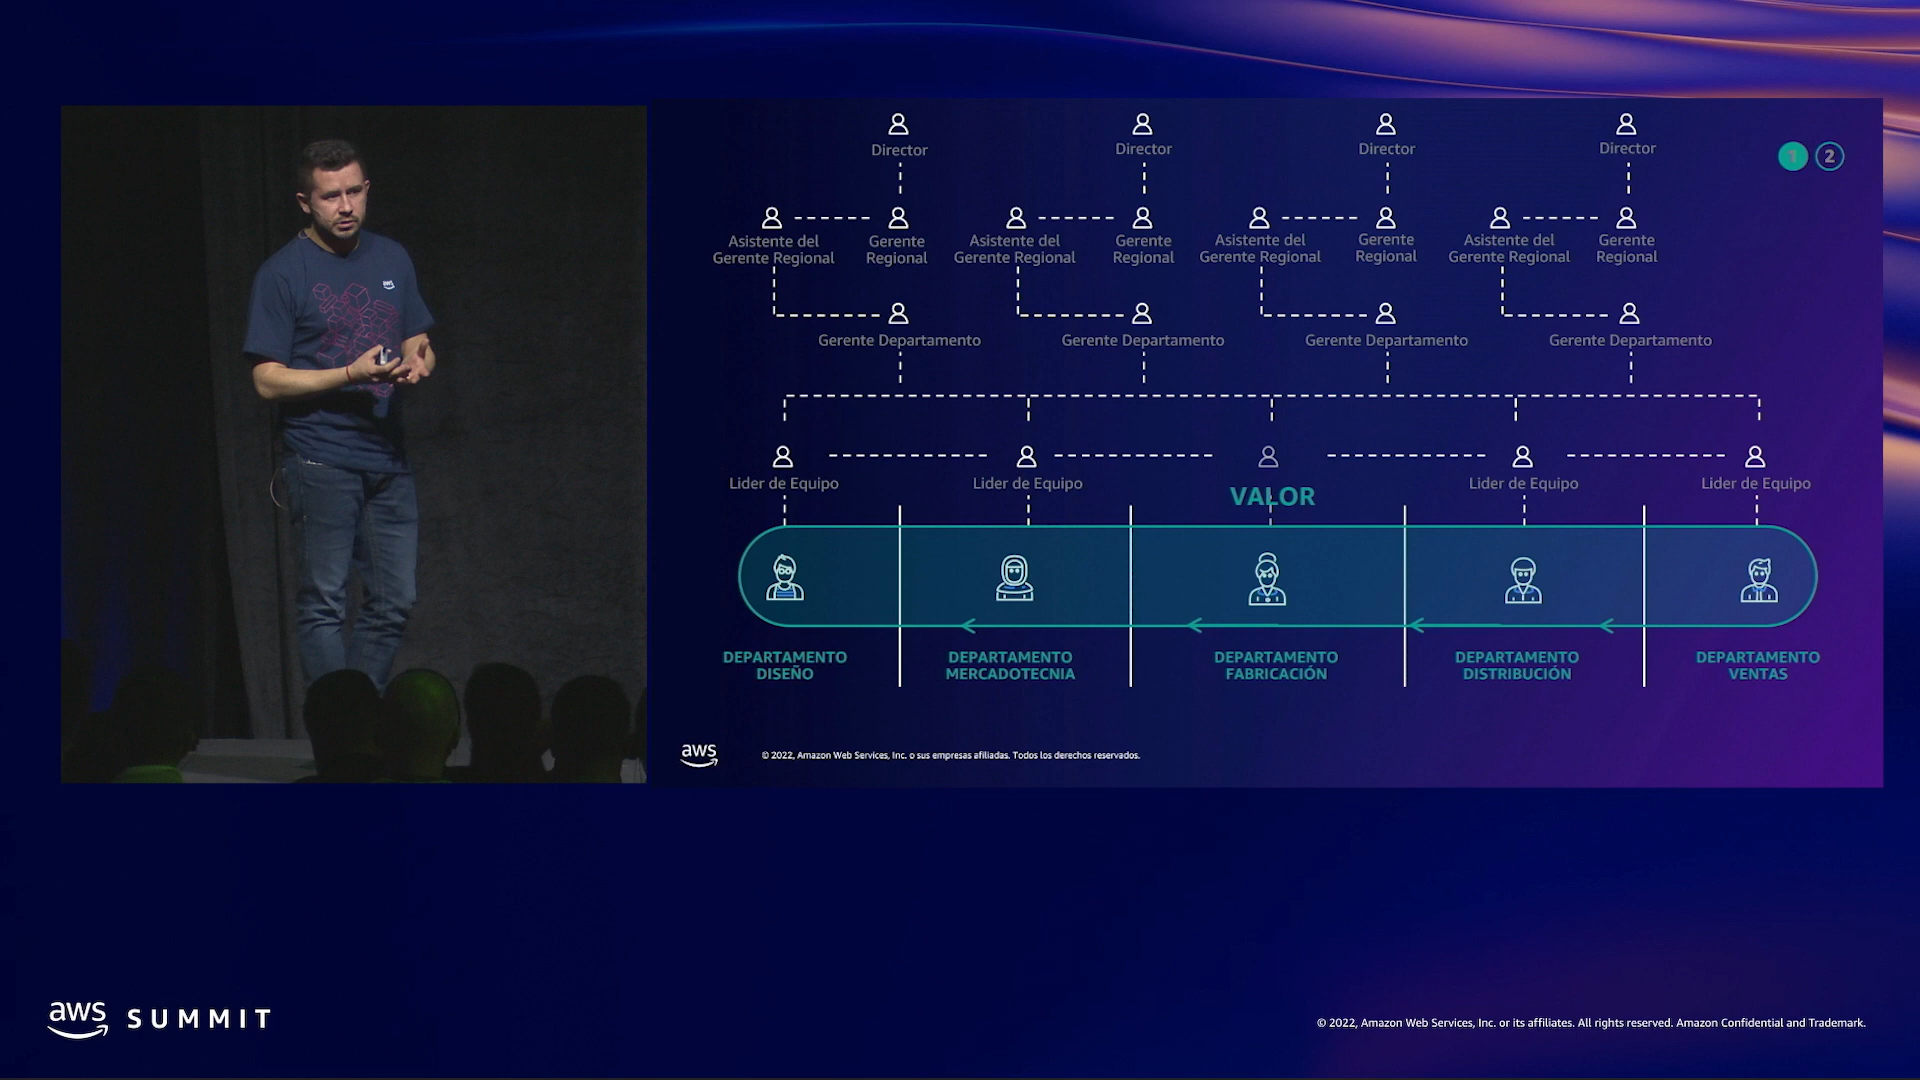 Director
Director
Director
Director
1
2
Asistente del
Gerente Regional
Gerente
Regional
Asistente del
Gerente Regional
Gerente
Regional
Asistente del
Gerente Regional
Gerente
Regional
Asistente del
Gerente Regional
Gerente
Regional
Gerente Departamento
Gerente Departamento
Gerente Departamento
Gerente Departamento
Lider de Equipo
Lider de Equipo
VALOR
Lider de Equipo
Lider de Equipo
DEPARTAMENTO
DISEÑO
DEPARTAMENTO
MERCADOTECNIA
DEPARTAMENTO
FABRICACIÓN
DEPARTAMENTO
DISTRIBUCIÓN
DEPARTAMENTO
VENTAS
aws
© 2022, Amazon Web Services, Inc. o sus empresas afiliadas. Todos los derechos reservados.
aws
aws SUMMIT
© 2022, Amazon Web Services, Inc. or its affiliates. All rights reserved. Amazon Confidential and Trademark.